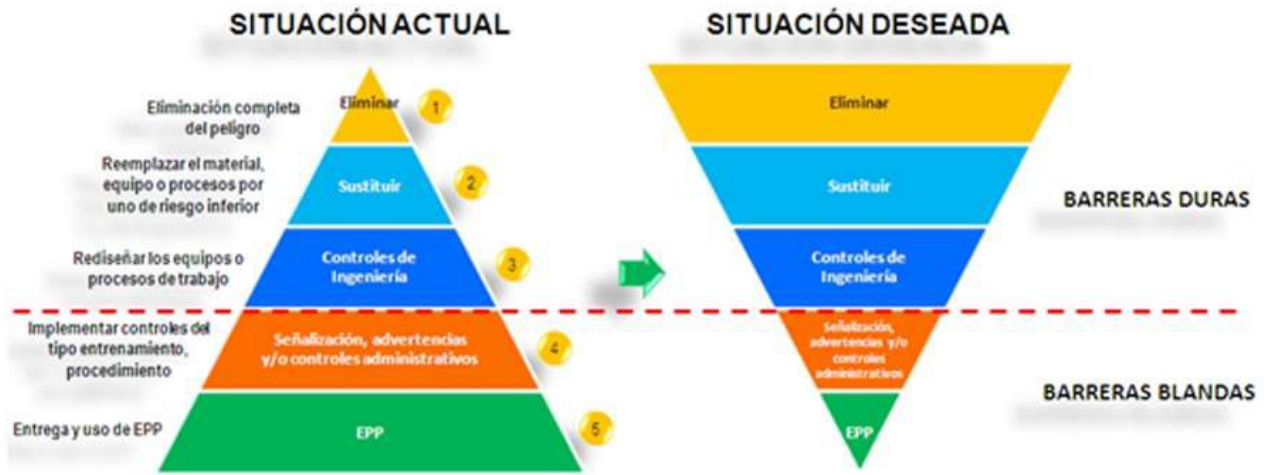 SITUACIÓN ACTUAL
Eliminación completa
del peligro
Eliminar
1
Reemplazar el material,
equipo o procesos por
uno de riesgo inferior
Sustituir
2
Rediseñar los equipos o
procesos de trabajo
Controles de
Ingeniería
3
Implementar controles del
tipo entrenamiento,
procedimiento
Señalización, advertencias
y/o controles administrativos
4
Entrega y uso de EPP
EPP
5
SITUACIÓN DESEADA
Eliminar
Sustituir
Controles de
Ingeniería
Señalización,
advertencias y/o
controles
administrativos
EPP
BARRERAS DURAS
BARRERAS BLANDAS